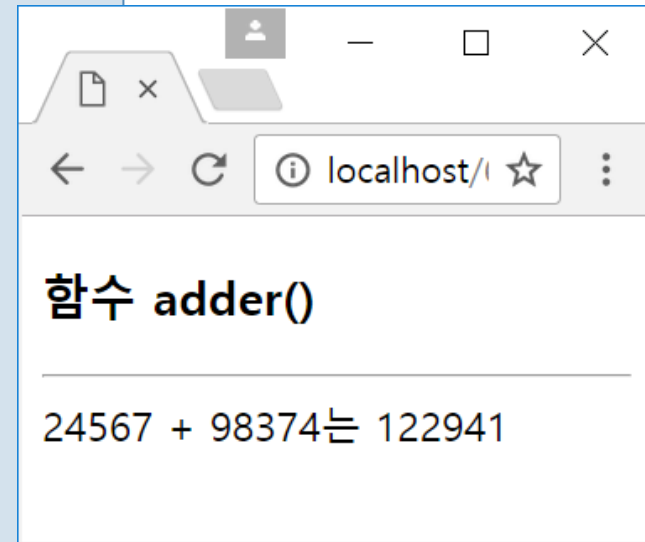 localhost/
함수 adder()
24567 + 98374는 122941